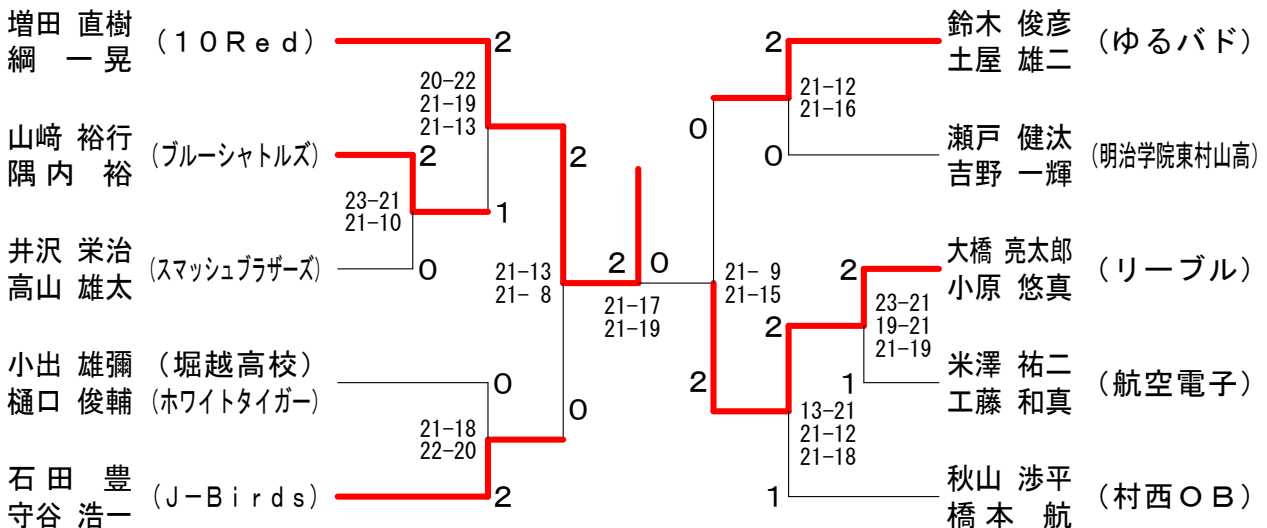 増田 直樹
綱 一晃
(10Red)
2
20-22
21-19
21-13
山﨑 裕行
隅内 裕
(ブルーシャトルズ)
2
23-21
21-10
1
井沢 栄治
高山 雄太
(スマッシュブラザーズ)
0
2
21-13
21- 8
小出 雄彌 (堀越高校)
樋口 俊輔 (ホワイトタイガー)
0
21-18
22-20
0
石田 豊
守谷 浩一
(J-Birds)
2
2 0
21-17
21-19
鈴木 俊彦
土屋 雄二
(ゆるバド)
2
21-12
21-16
0
瀬戸 健汰
吉野 一輝
(明治学院東村山高)
0
21- 9
21-15
大橋 亮太郎
小原 悠真
(リーブル)
2
23-21
19-21
21-19
2
米澤 祐二
工藤 和真
(航空電子)
1
2
13-21
21-12
21-18
秋山 渉平
橋本 航
(村西OB)
1